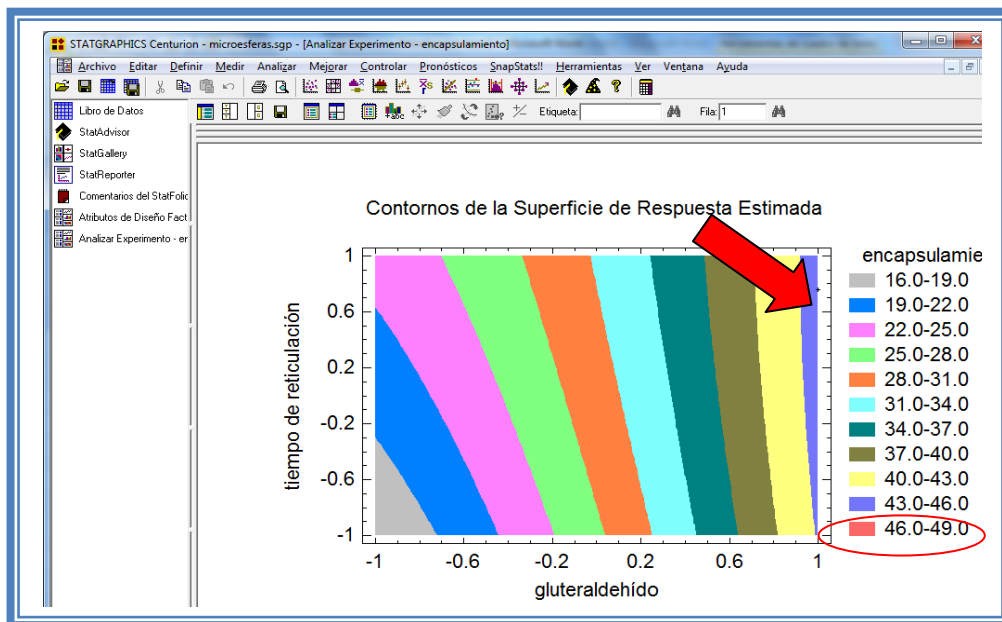 STATGRAPHICS Centurion - microesferas.sgp - [Analizar Experimento - encapsulamiento]
Archivo Editar Definir Medir Analizar Mejorar Controlar Pronósticos SnapStats!! Herramientas Ver Ventana Ayuda
Etiqueta: Fila: 1
Libro de Datos
StatAdvisor
StatGallery
StatReporter
Comentarios del StatFolic
Atributos de Diseño Fact
Analizar Experimento - er
Contornos de la Superficie de Respuesta Estimada
encapsulamie
16.0-19.0
19.0-22.0
22.0-25.0
25.0-28.0
28.0-31.0
31.0-34.0
34.0-37.0
37.0-40.0
40.0-43.0
43.0-46.0
46.0-49.0
tiempo de reticulación
1
0.6
0.2
-0.2
-0.6
-1
-1 -0.6 -0.2 0.2 0.6 1
gluteraldehído